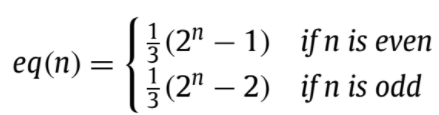 eq(n) = { 1/3 (2^n − 1) if n is even
1/3 (2^n − 2) if n is odd